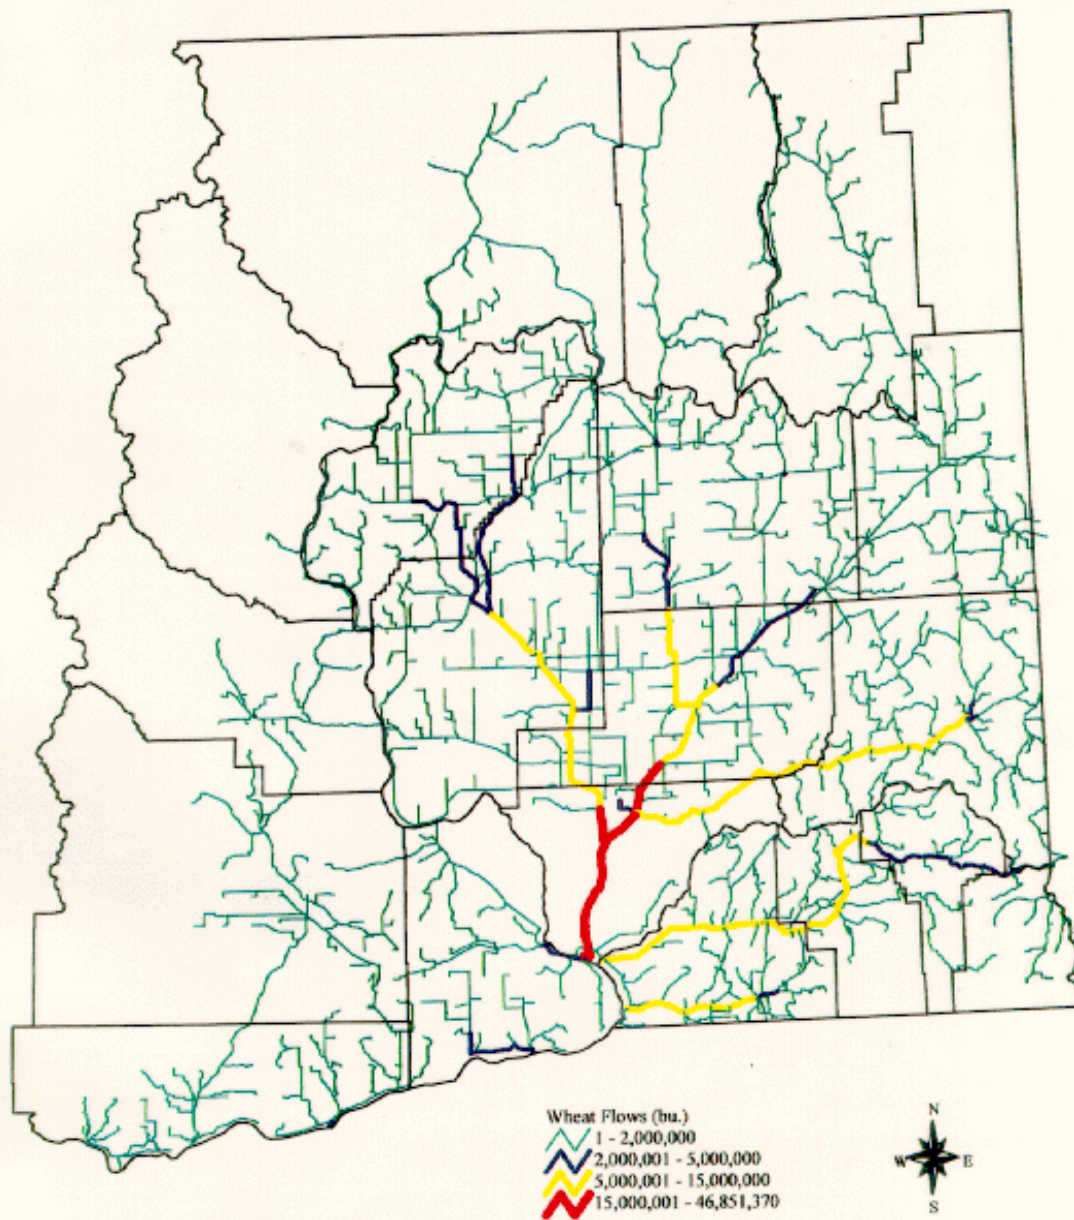 Wheat Flows (bu.)
1 - 2,000,000
2,000,001 - 5,000,000
5,000,001 - 15,000,000
15,000,001 - 46,851,370
N
W E
S